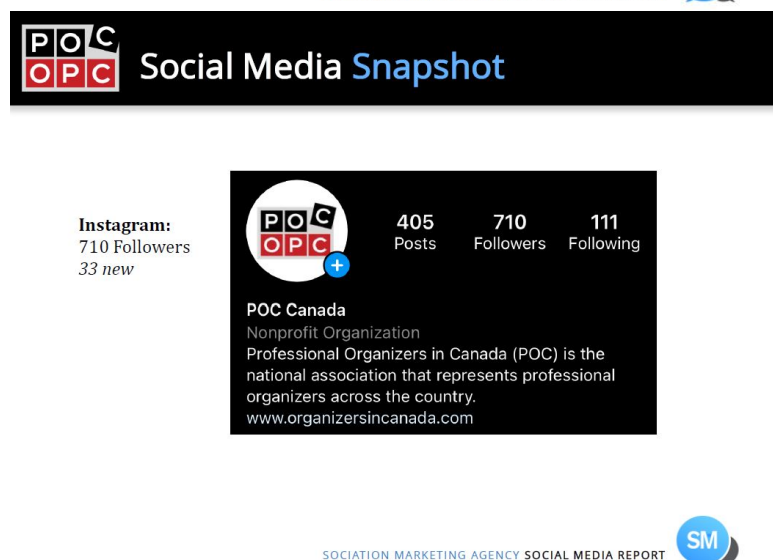 POC
OPC
Social Media Snapshot
Instagram:
710 Followers
33 new
POC
OPC
405
710
111
Posts
Followers
Following
POC Canada
Nonprofit Organization
Professional Organizers in Canada (POC) is the
national association that represents professional
organizers across the country.
www.organizersincanada.com
SOCIATION MARKETING AGENCY SOCIAL MEDIA REPORT
SM